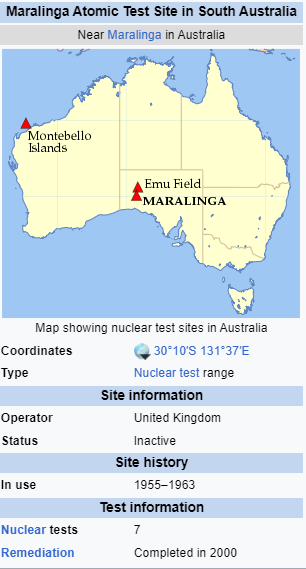 Maralinga Atomic Test Site in South Australia
Near Maralinga in Australia
Montebello
Islands
Emu Field
MARALINGA
Map showing nuclear test sites in Australia
Coordinates 30°10′S 131°37′E
Type Nuclear test range
Site information
Operator United Kingdom
Status Inactive
Site history
In use 1955–1963
Test information
Nuclear tests 7
Remediation Completed in 2000